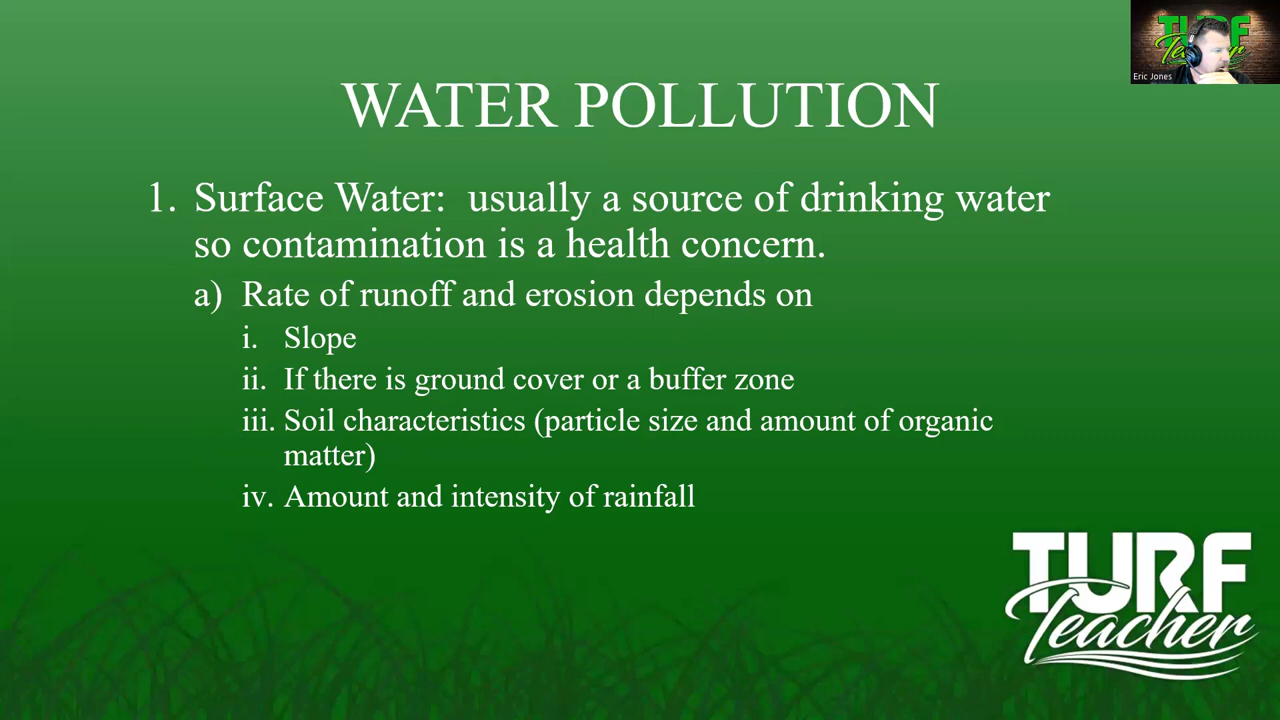 TURF
Teacher
Eric Jones
WATER POLLUTION
1. Surface Water: usually a source of drinking water
so contamination is a health concern.
a) Rate of runoff and erosion depends on
i. Slope
ii. If there is ground cover or a buffer zone
iii. Soil characteristics (particle size and amount of organic
matter)
iv. Amount and intensity of rainfall
TURF
Teacher